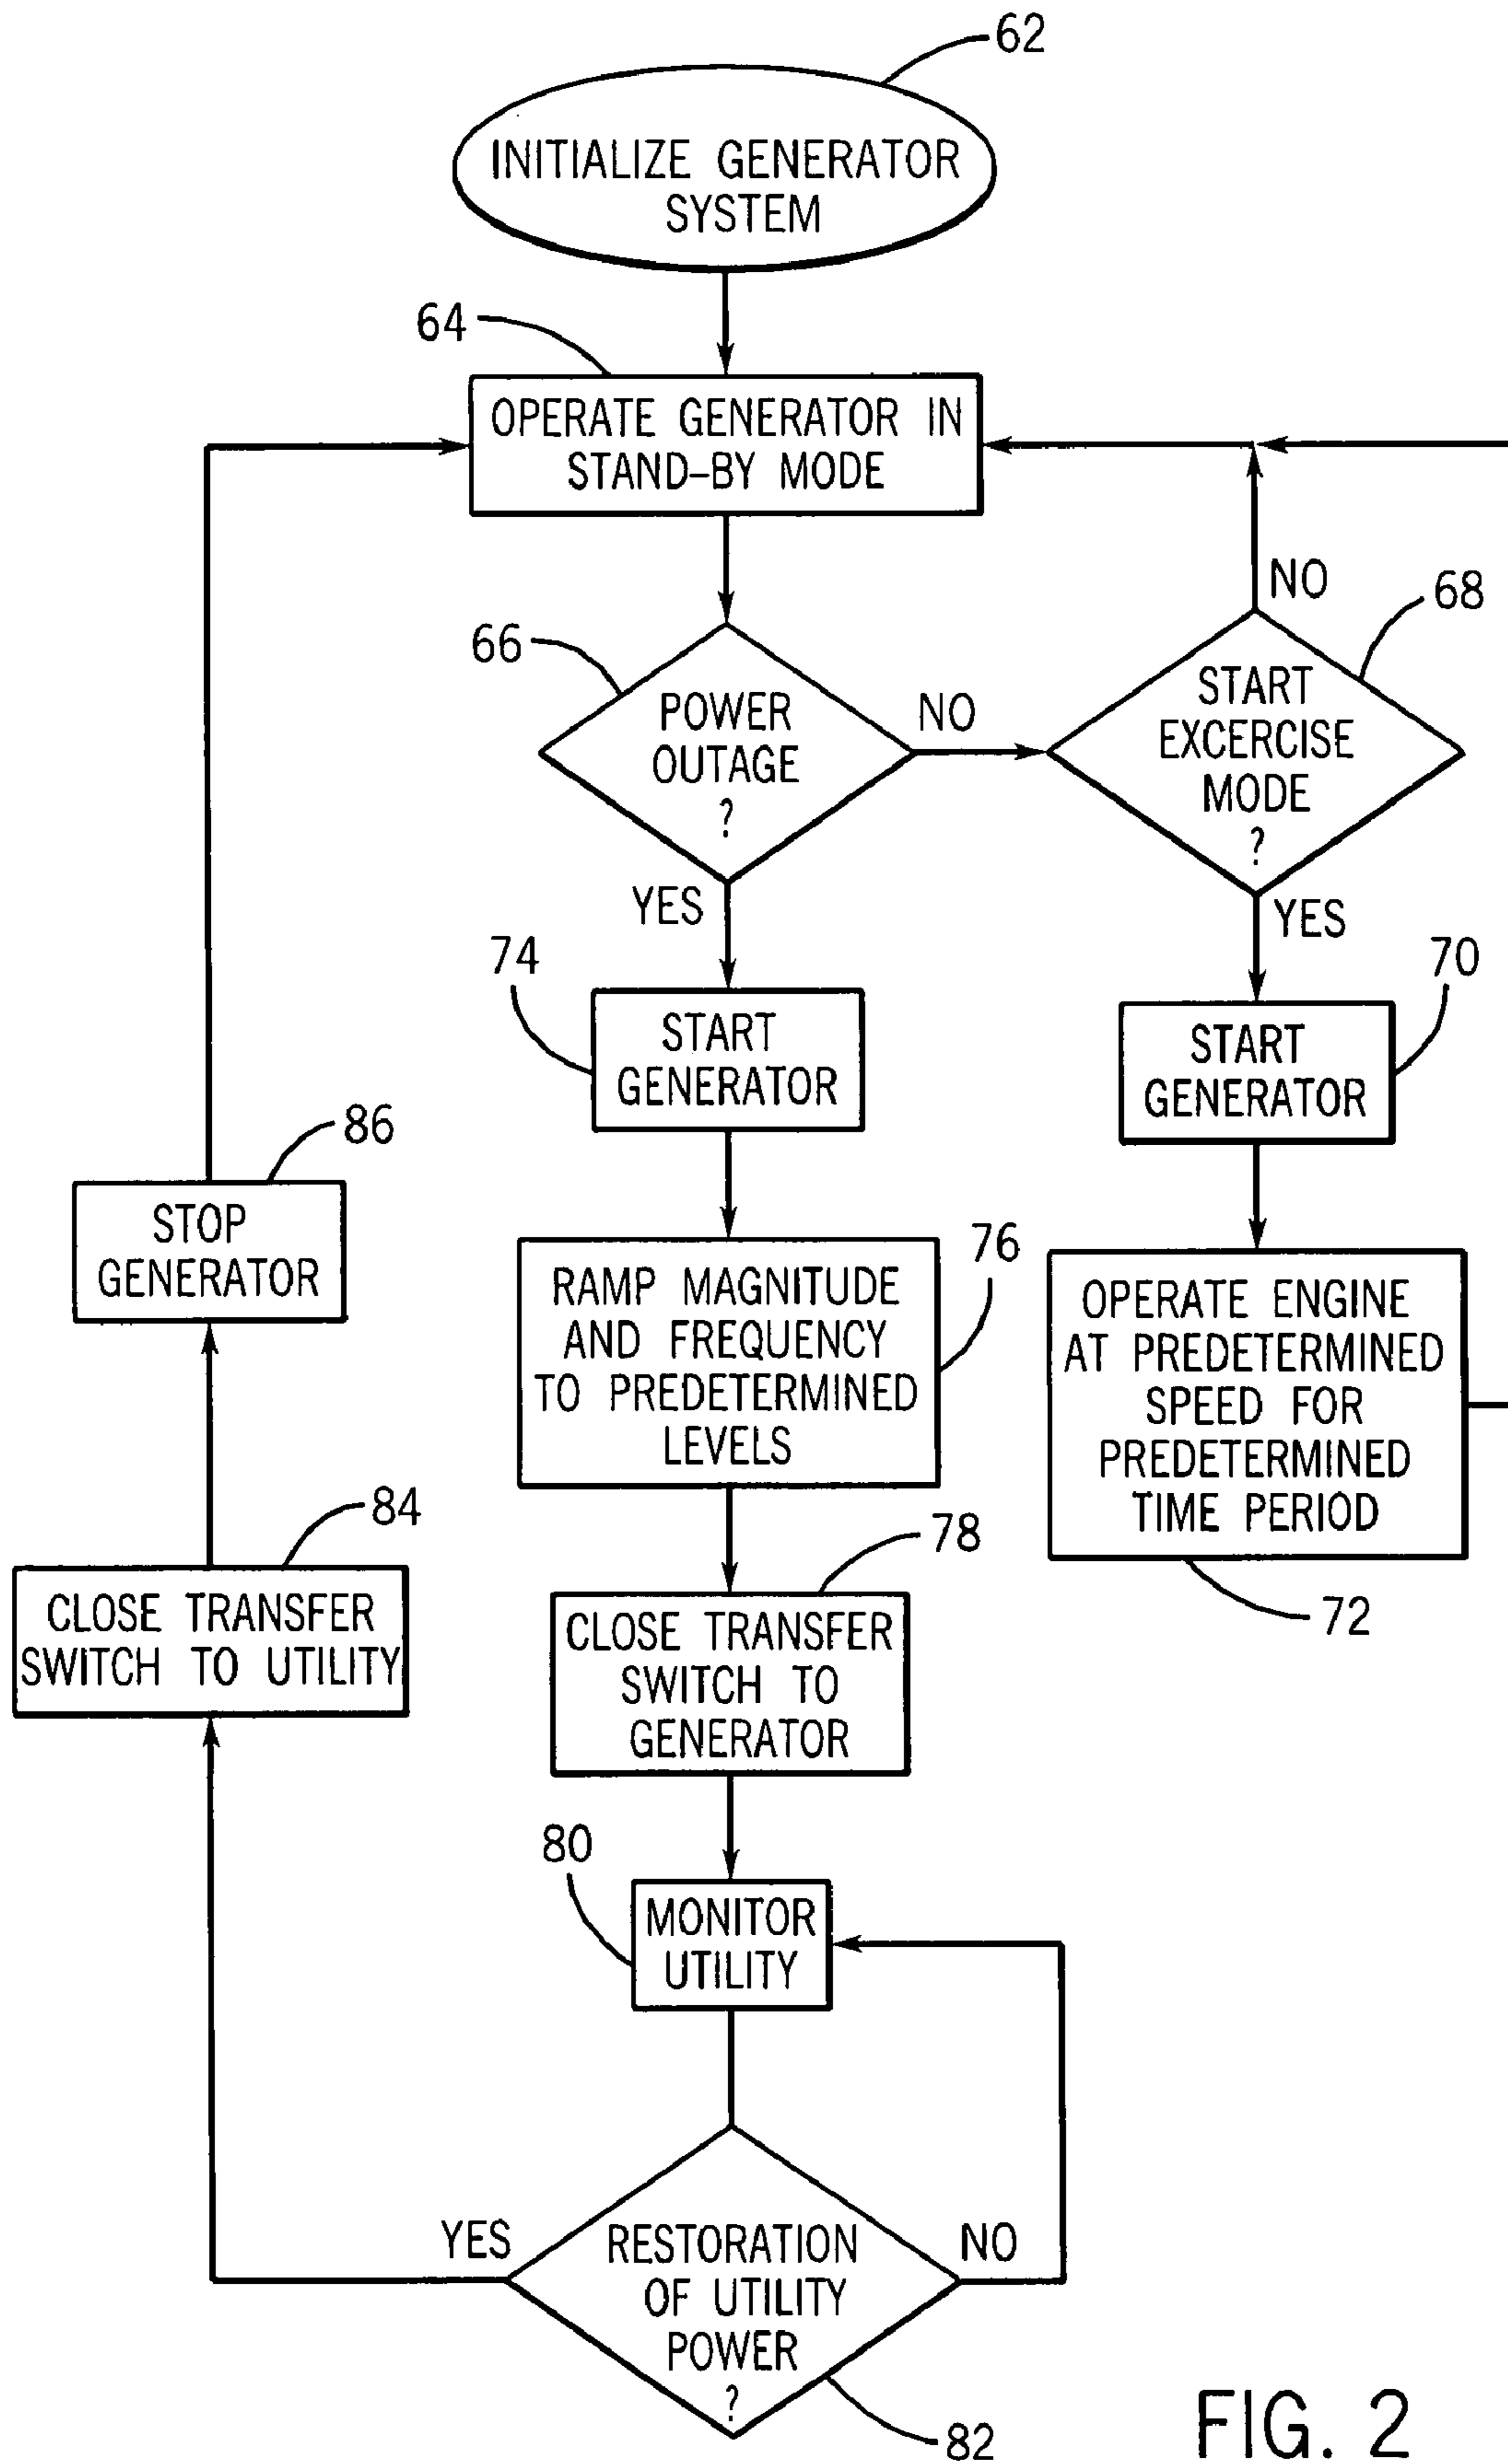 62
INITIALIZE GENERATOR
SYSTEM
64
OPERATE GENERATOR IN
STAND-BY MODE
66
POWER
OUTAGE
?
NO
YES
68
START
EXCERCISE
MODE
?
NO
YES
74
START
GENERATOR
70
START
GENERATOR
86
STOP
GENERATOR
76
RAMP MAGNITUDE
AND FREQUENCY
TO PREDETERMINED
LEVELS
OPERATE ENGINE
AT PREDETERMINED
SPEED FOR
PREDETERMINED
TIME PERIOD
72
84
CLOSE TRANSFER
SWITCH TO UTILITY
78
CLOSE TRANSFER
SWITCH TO
GENERATOR
80
MONITOR
UTILITY
YES
RESTORATION
OF UTILITY
POWER
?
NO
82
FIG. 2